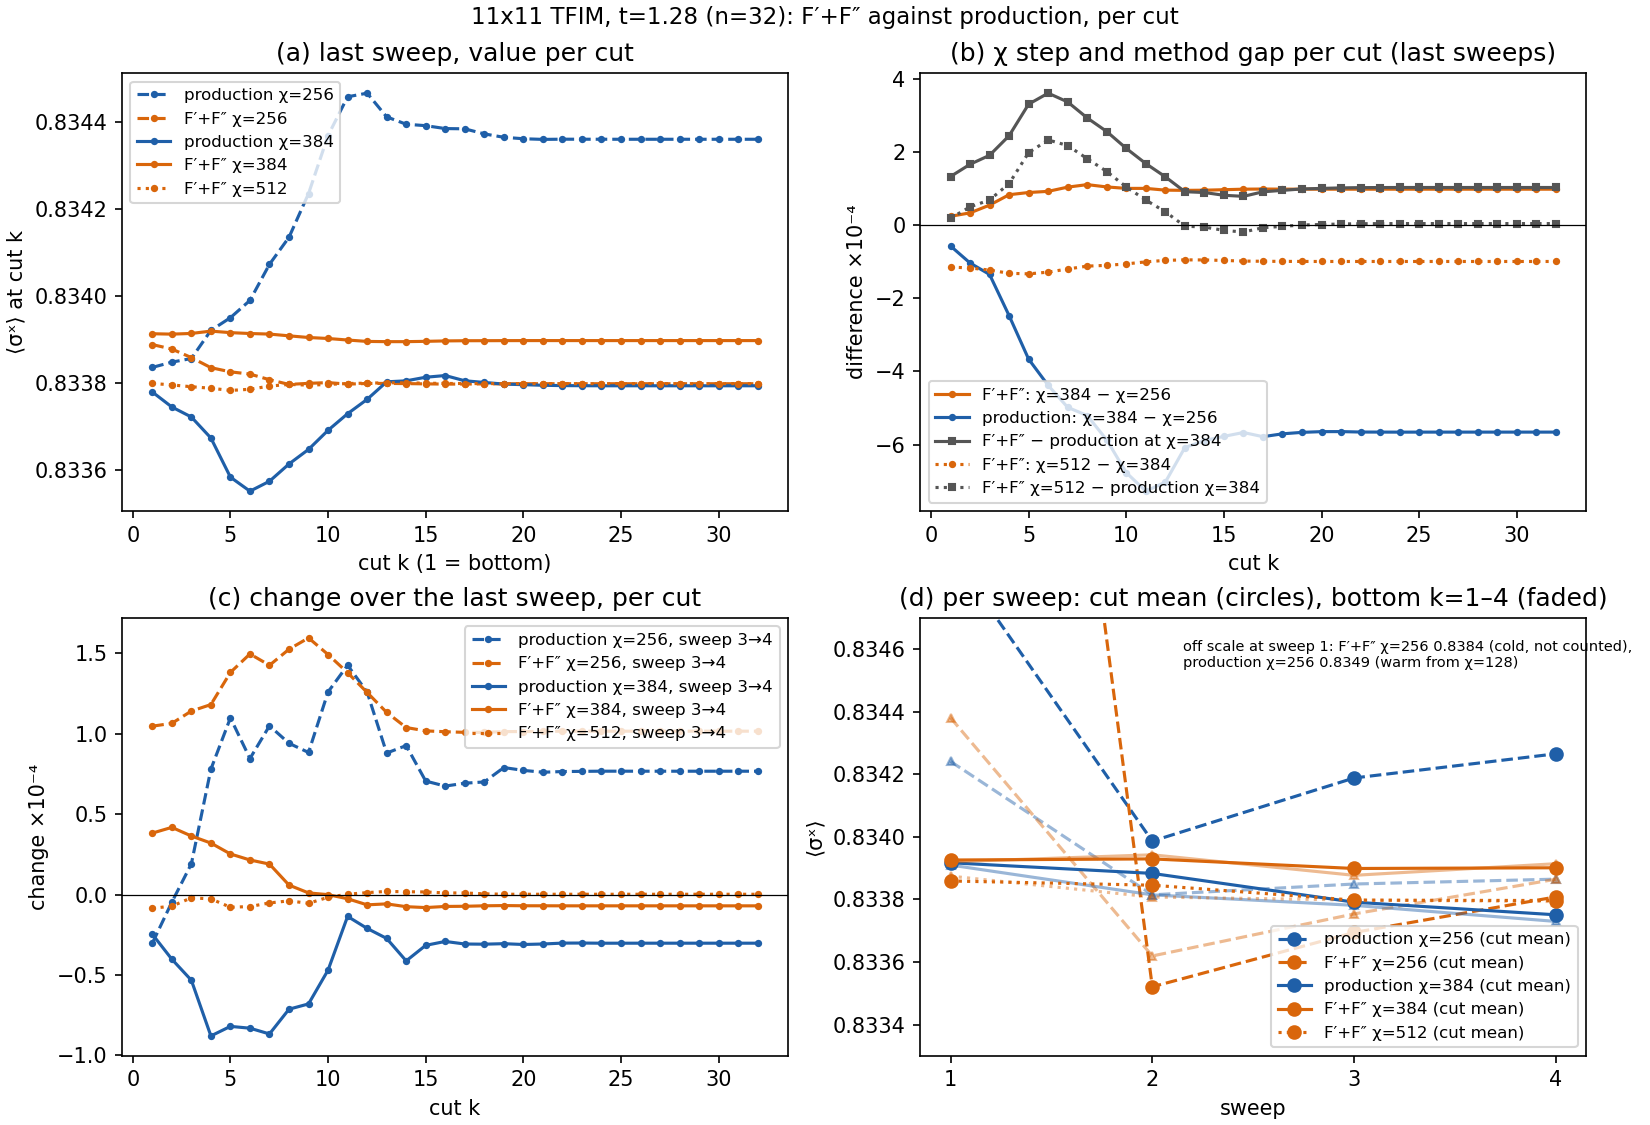 11x11 TFIM, t=1.28 (n=32): F′+F″ against production, per cut
(a) last sweep, value per cut
production χ=256
F′+F″ χ=256
production χ=384
F′+F″ χ=384
F′+F″ χ=512
0.8344
0.8342
0.8340
0.8338
0.8336
⟨σˣ⟩ at cut k
0 5 10 15 20 25 30
cut k (1 = bottom)
(b) χ step and method gap per cut (last sweeps)
4
2
0
−2
−4
−6
difference ×10⁻⁴
F′+F″: χ=384 − χ=256
production: χ=384 − χ=256
F′+F″ − production at χ=384
F′+F″: χ=512 − χ=384
F′+F″ χ=512 − production χ=384
0 5 10 15 20 25 30
cut k
(c) change over the last sweep, per cut
production χ=256, sweep 3→4
F′+F″ χ=256, sweep 3→4
production χ=384, sweep 3→4
F′+F″ χ=384, sweep 3→4
F′+F″ χ=512, sweep 3→4
1.5
1.0
0.5
0.0
−0.5
−1.0
change ×10⁻⁴
0 5 10 15 20 25 30
cut k
(d) per sweep: cut mean (circles), bottom k=1–4 (faded)
off scale at sweep 1: F′+F″ χ=256 0.8384 (cold, not counted),
production χ=256 0.8349 (warm from χ=128)
0.8346
0.8344
0.8342
0.8340
0.8338
0.8336
0.8334
⟨σˣ⟩
production χ=256 (cut mean)
F′+F″ χ=256 (cut mean)
production χ=384 (cut mean)
F′+F″ χ=384 (cut mean)
F′+F″ χ=512 (cut mean)
1 2 3 4
sweep